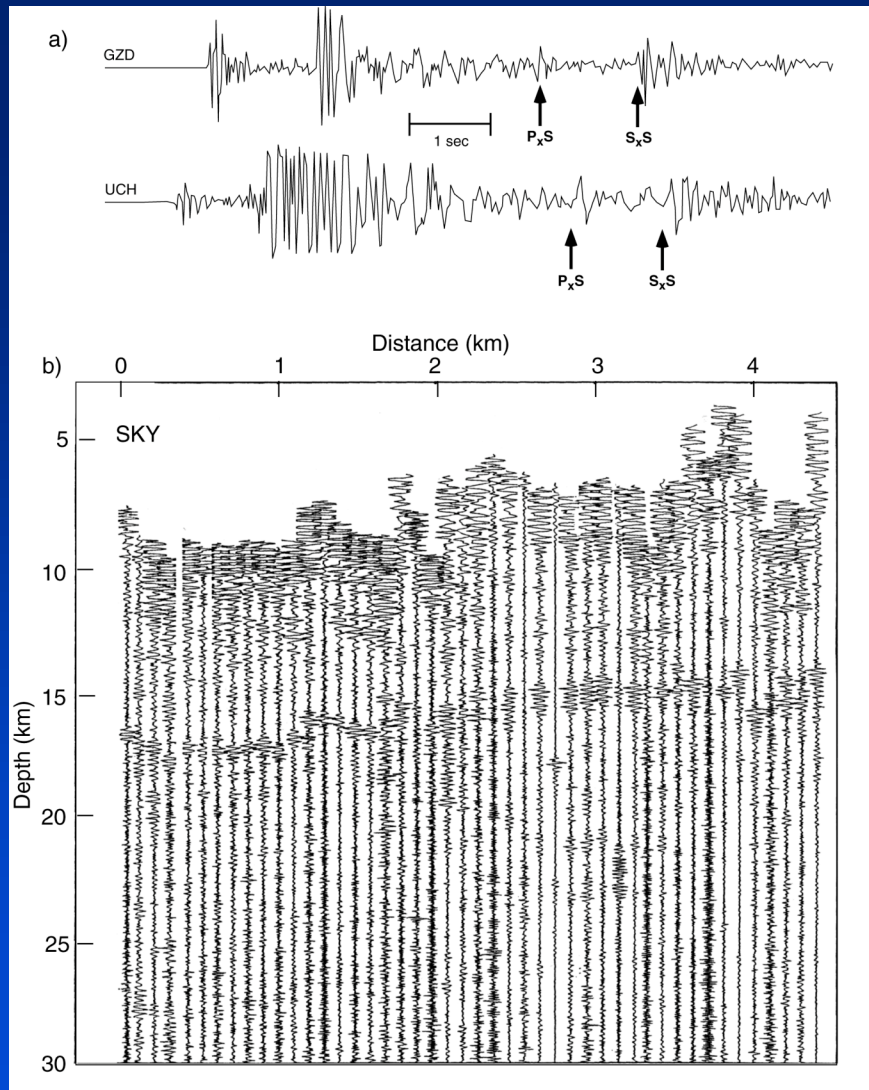 a)
GZD
1 sec
PxS SxS
UCH
PxS SxS
b)
Distance (km)
0 1 2 3 4
SKY
5
10
15
20
25
30
Depth (km)